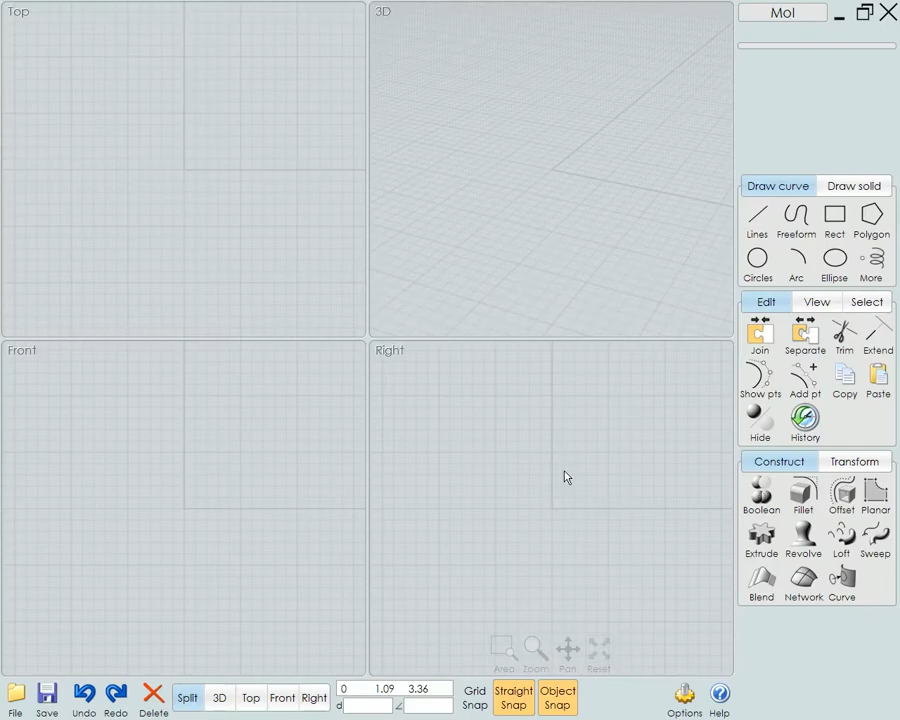 Top
3D
MoI
Draw curve Draw solid
Lines Freeform Rect Polygon
Circles Arc Ellipse More
Edit View Select
Front
Right
Join Separate Trim Extend
Show pts Add pt Copy Paste
Hide History
Construct Transform
Boolean Fillet Offset Planar
Extrude Revolve Loft Sweep
Blend Network Curve
Area Zoom Pan Reset
File Save Undo Redo Delete
Split 3D Top Front Right
0 1.09 3.36
d ∠
Grid Snap
Straight Snap
Object Snap
Options Help